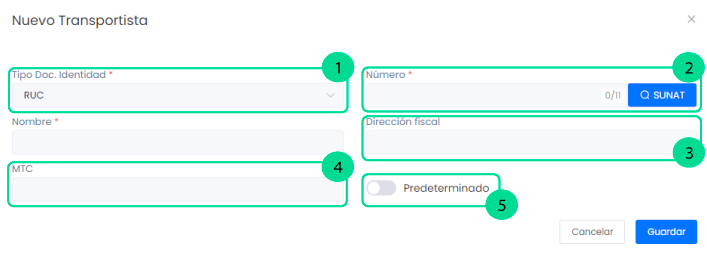 Nuevo Transportista
Tipo Doc. Identidad * 1
Número * 2
RUC
0/11 SUNAT
Nombre *
Dirección fiscal
3
MTC 4
Predeterminado
5
Cancelar Guardar